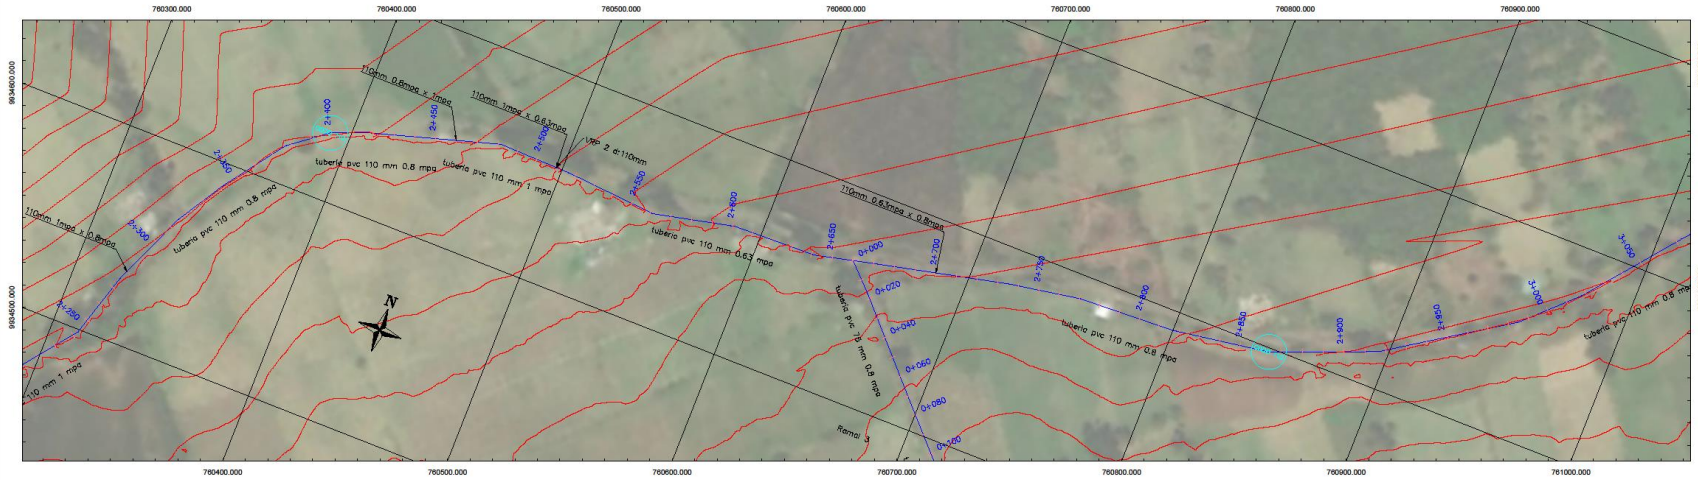 760300.000
760400.000
760500.000
760600.000
760700.000
760800.000
760900.000
9934600.000
110mm 0.8mpa x 1mpa
110mm 1mpa x 0.63mpa
2+400
2+450
2+500
VRP 2 d:110mm
2+350
tuberia pvc 110 mm 0.8 mpa
tuberia pvc 110 mm 1 mpa
2+550
2+600
110mm 0.63mpa x 0.8mpa
tuberia pvc 110 mm 0.8 mpa
110mm 1mpa x 0.8mpa
2+300
2+650
0+000
2+700
2+750
3+050
tuberia pvc 110 mm 0.63 mpa
2+250
N
0+020
2+800
3+000
0+040
tuberia pvc 75 mm 0.8 mpa
2+850
2+900
2+950
tuberia pvc 110 mm 0.8 mpa
tuberia pvc 110 mm 0.8 mpa
0+060
110 mm 1 mpa
0+080
Ramal 3
0+100
760400.000
760500.000
760600.000
760700.000
760800.000
760900.000
761000.000